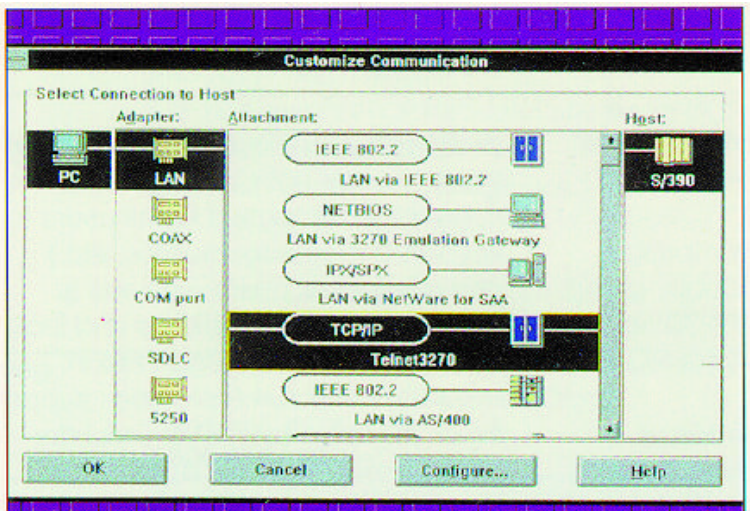 Customize Communication
Select Connection to Host
Adapter:
Attachment:
Host:
PC
LAN
COAX
COM port
SDLC
5250
IEEE 802.2
LAN via IEEE 802.2
NETBIOS
LAN via 3270 Emulation Gateway
IPX/SPX
LAN via NetWare for SAA
TCP/IP
Telnet3270
IEEE 802.2
LAN via AS/400
S/390
OK
Cancel
Configure...
Help